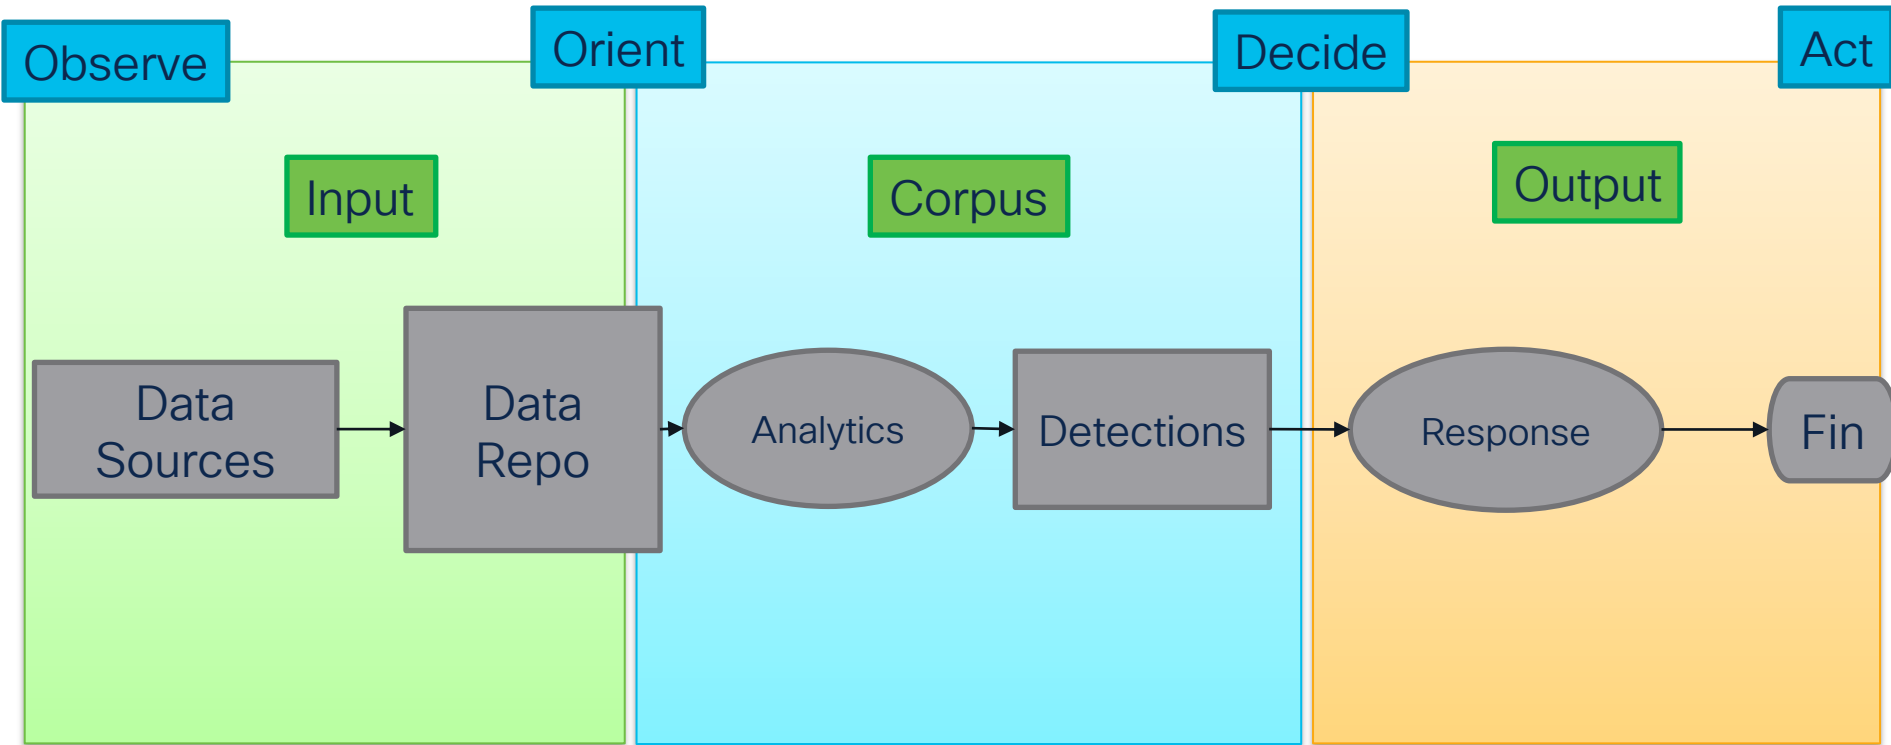 Observe
Orient
Decide
Act
Input
Corpus
Output
Data
Sources
Data
Repo
Analytics
Detections
Response
Fin